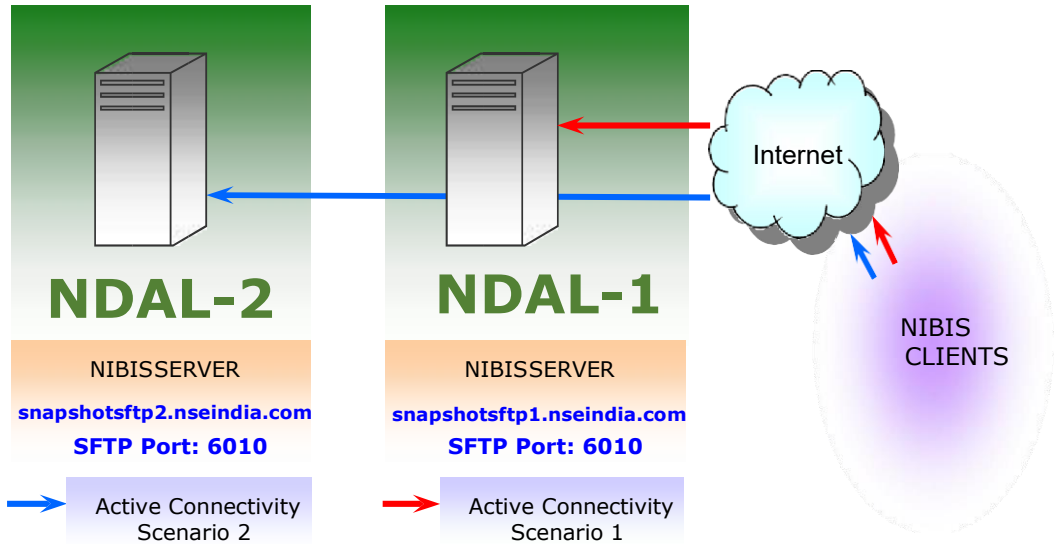 Internet
NDAL-2
NDAL-1
NIBISSERVER
snapshotsftp2.nseindia.com
SFTP Port: 6010
NIBISSERVER
snapshotsftp1.nseindia.com
SFTP Port: 6010
NIBIS
CLIENTS
Active Connectivity
Scenario 2
Active Connectivity
Scenario 1